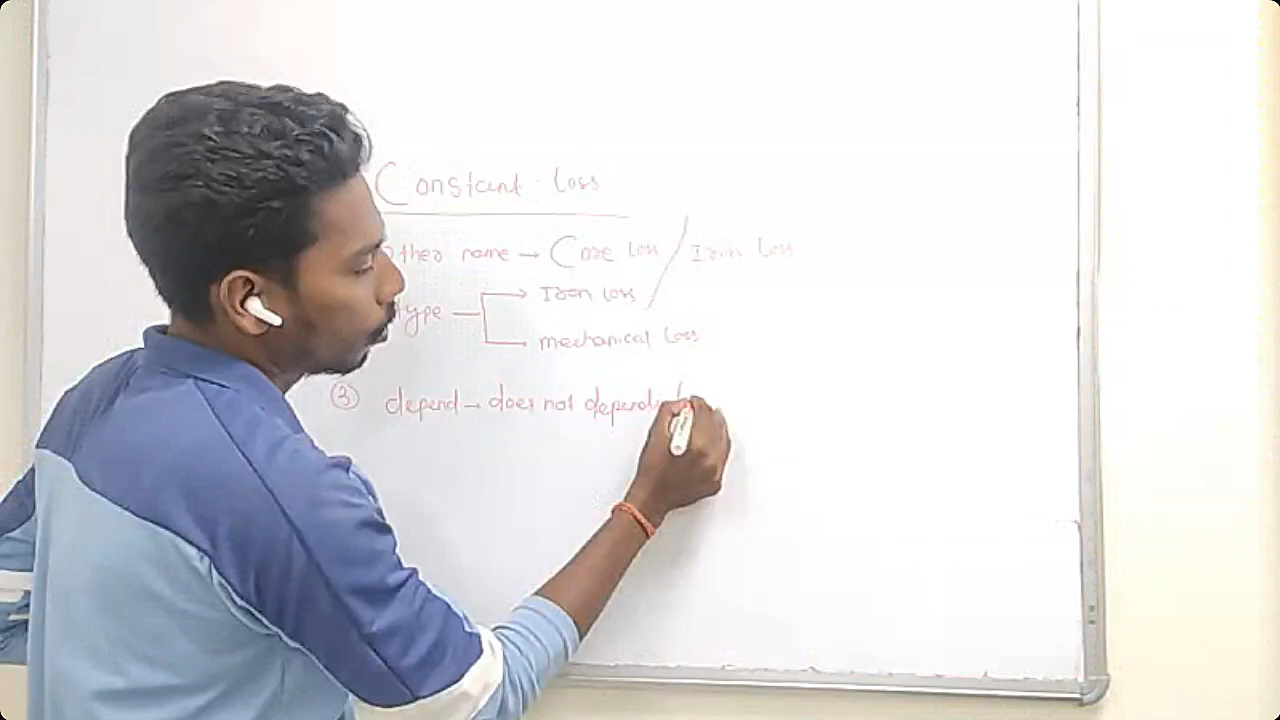 Constant Loss
other name → Core Loss / Iron Loss
type → Iron Loss
mechanical Loss
③ depend → does not depend